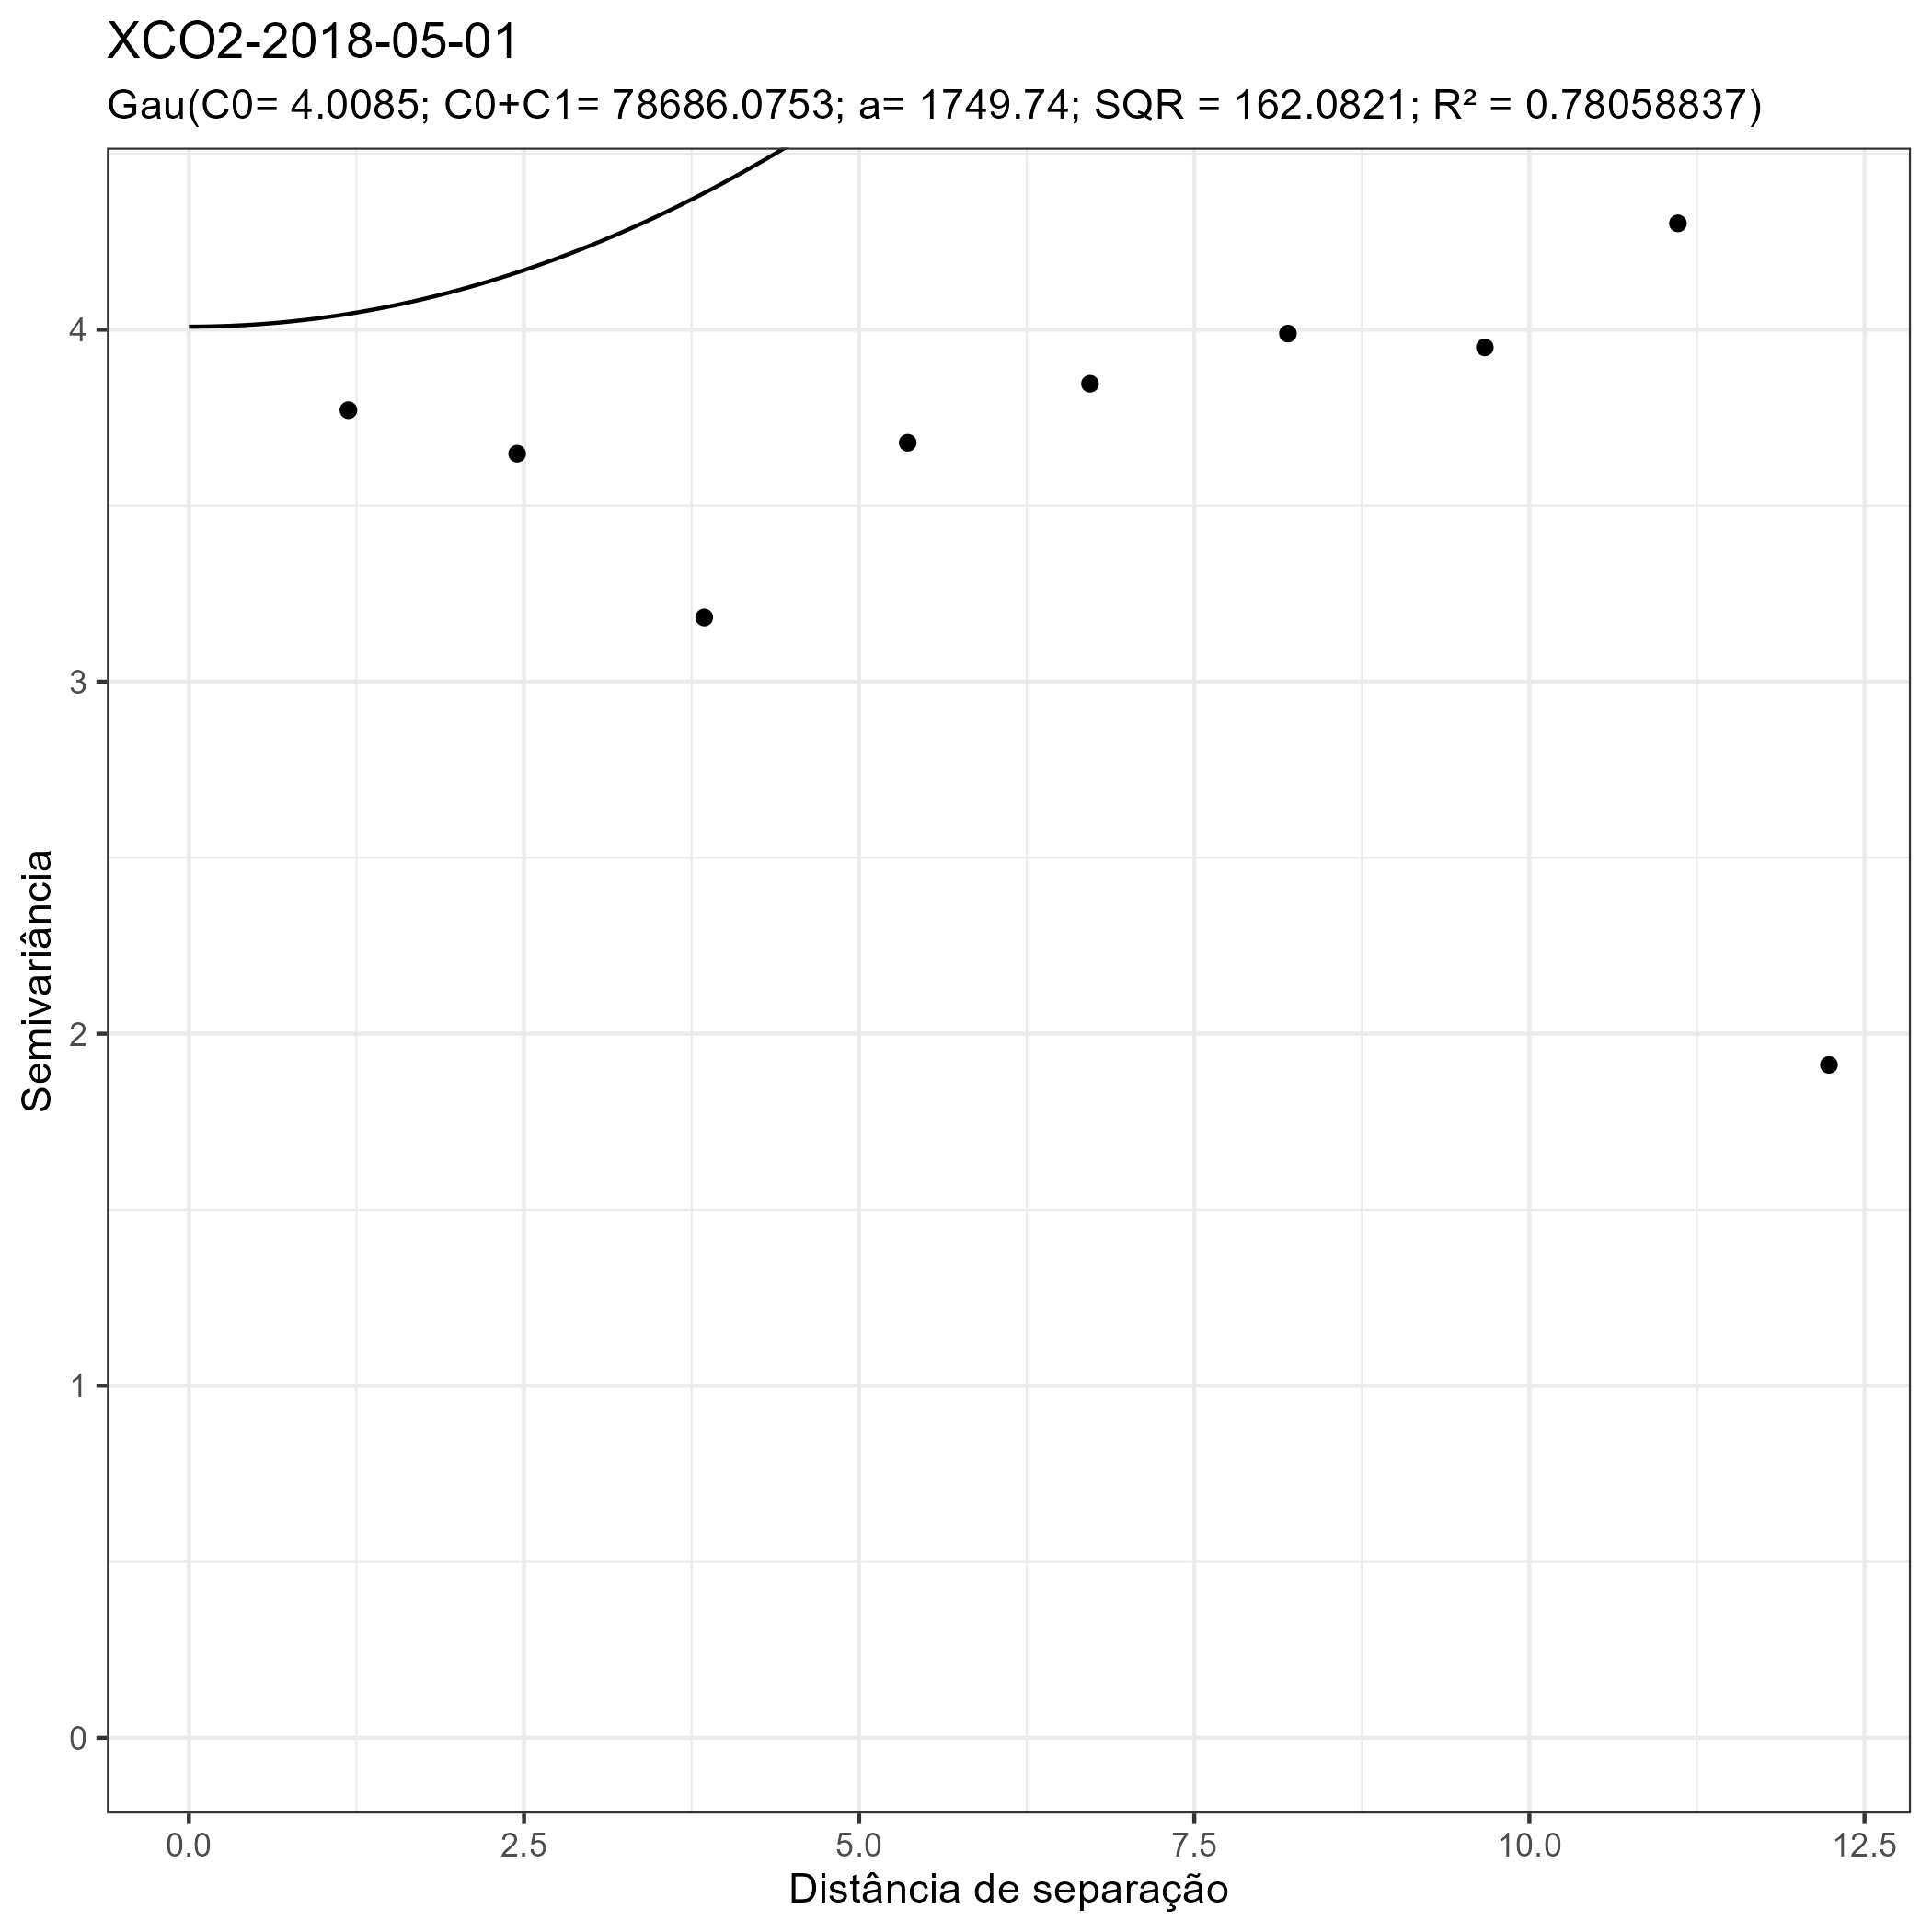 XCO2-2018-05-01
Gau(C0= 4.0085; C0+C1= 78686.0753; a= 1749.74; SQR = 162.0821; R² = 0.78058837)
Semivariância
4
3
2
1
0
0.0 2.5 5.0 7.5 10.0 12.5
Distância de separação